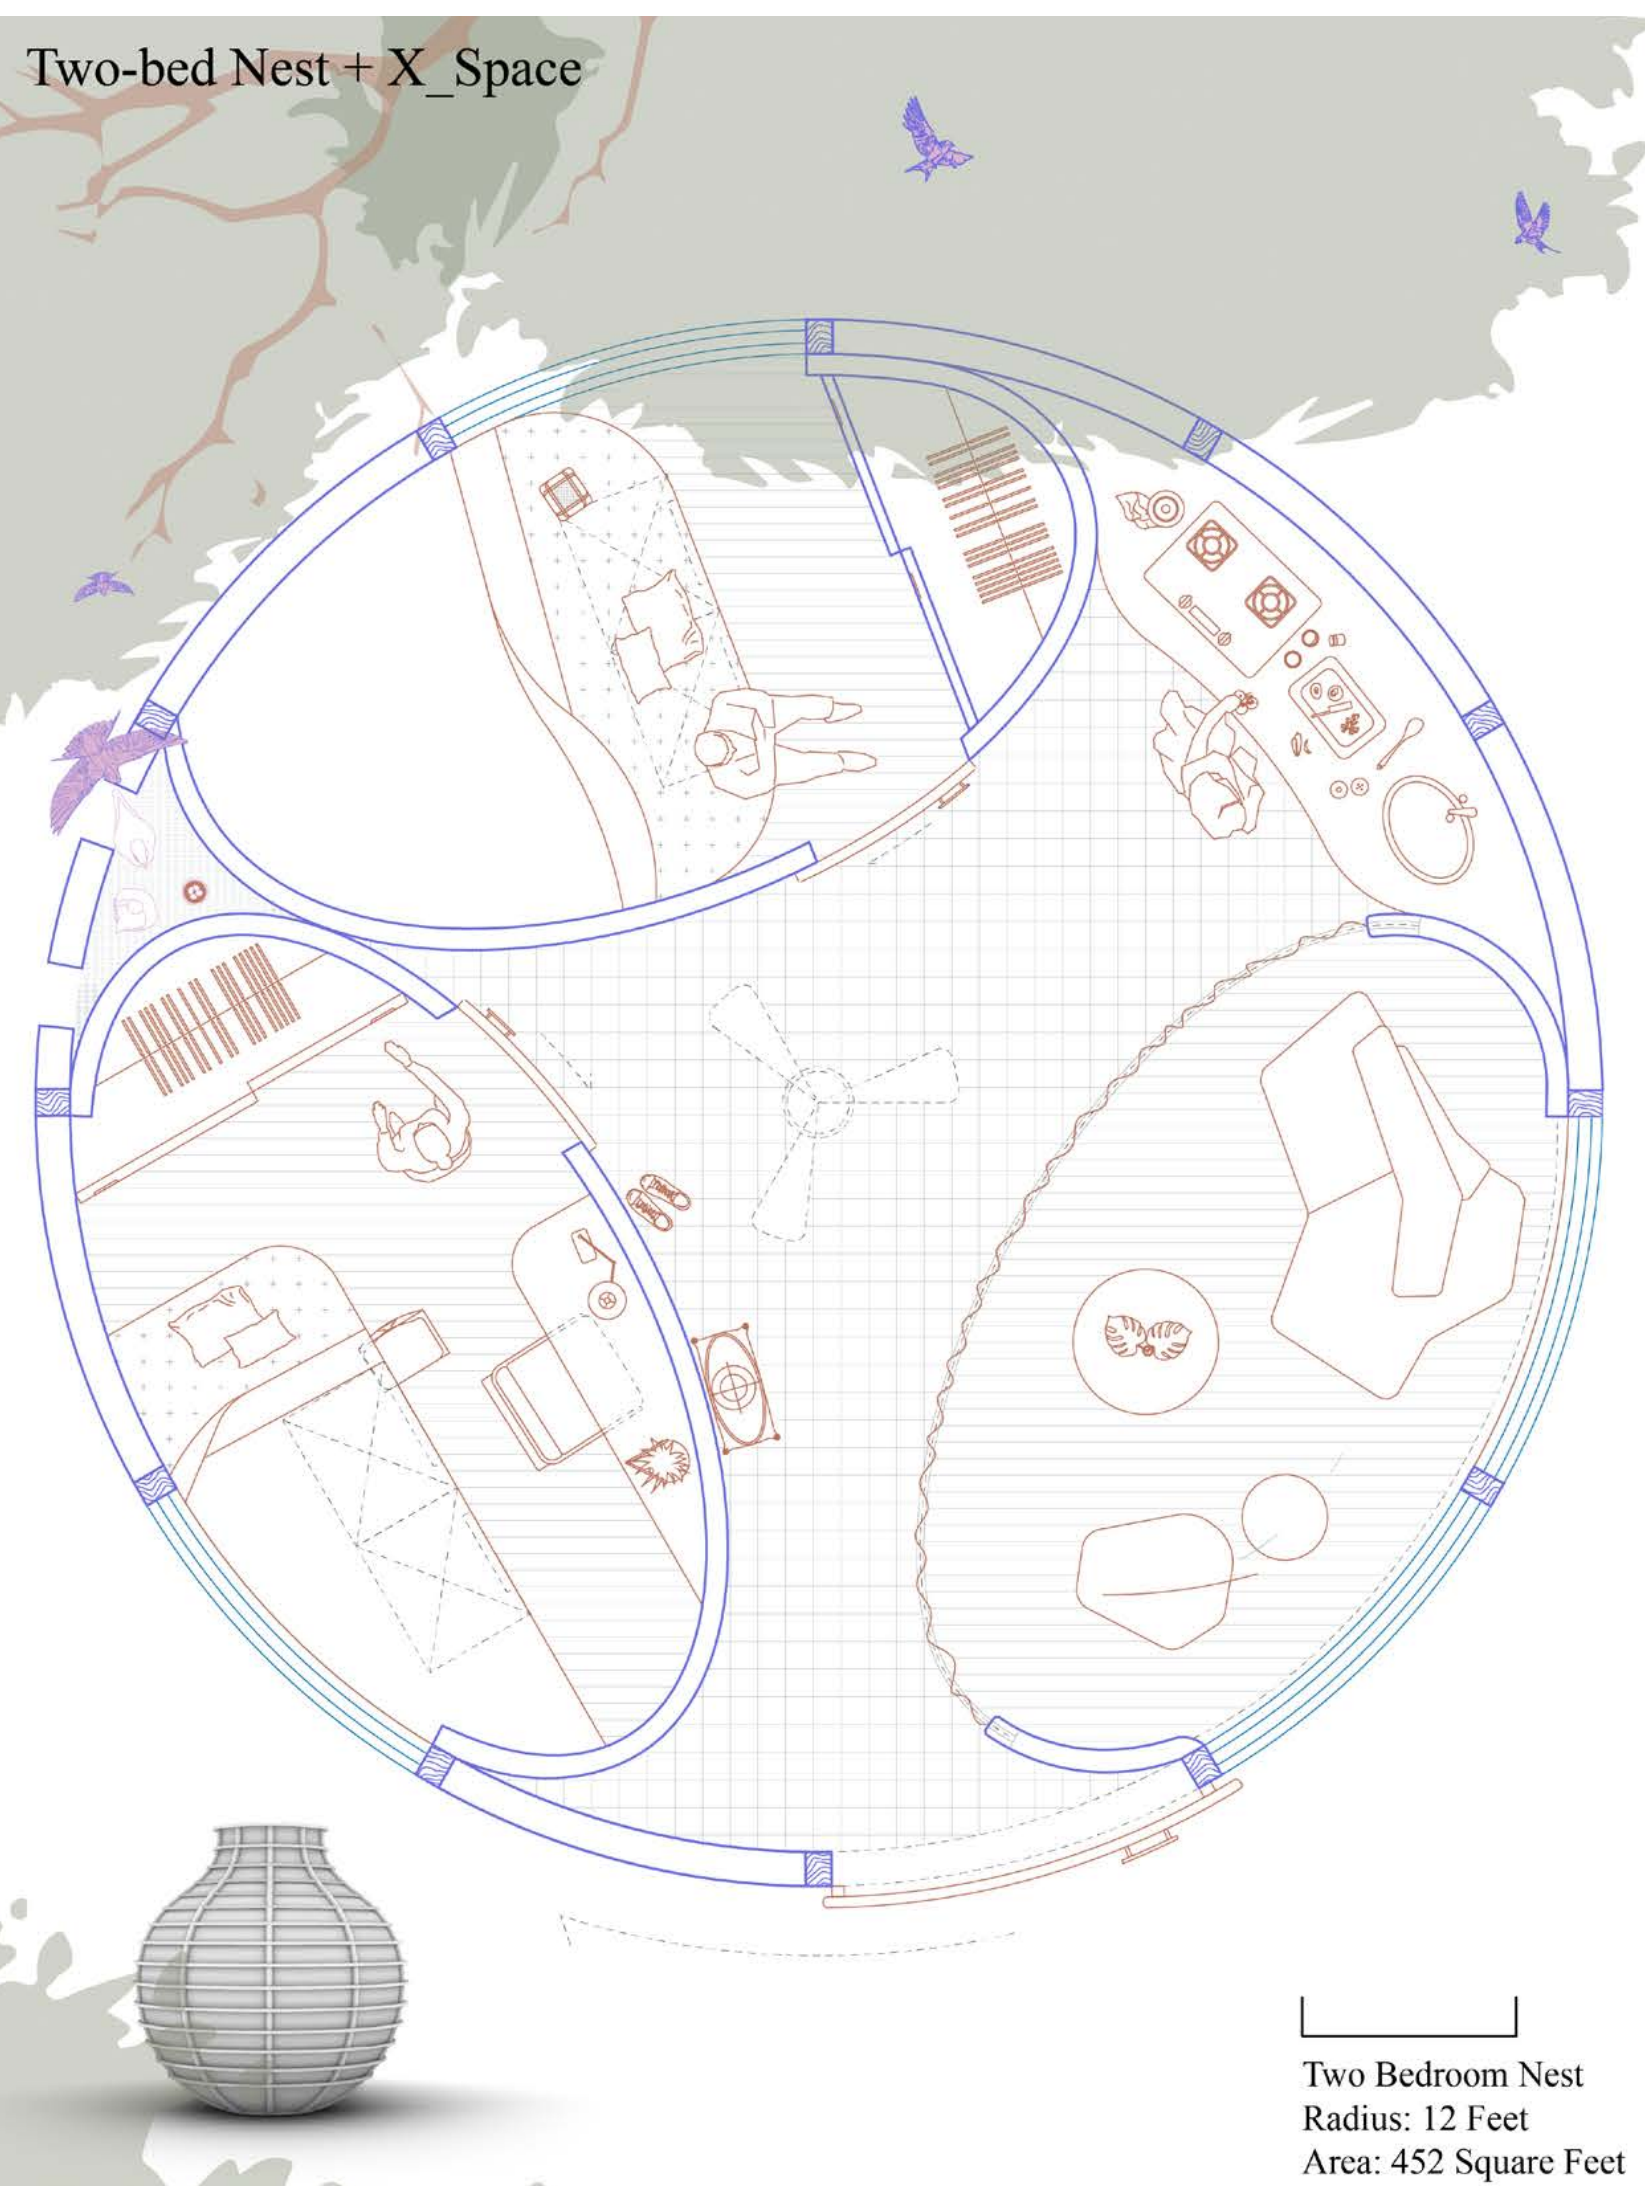 Two-bed Nest + X_Space
Two Bedroom Nest
Radius: 12 Feet
Area: 452 Square Feet